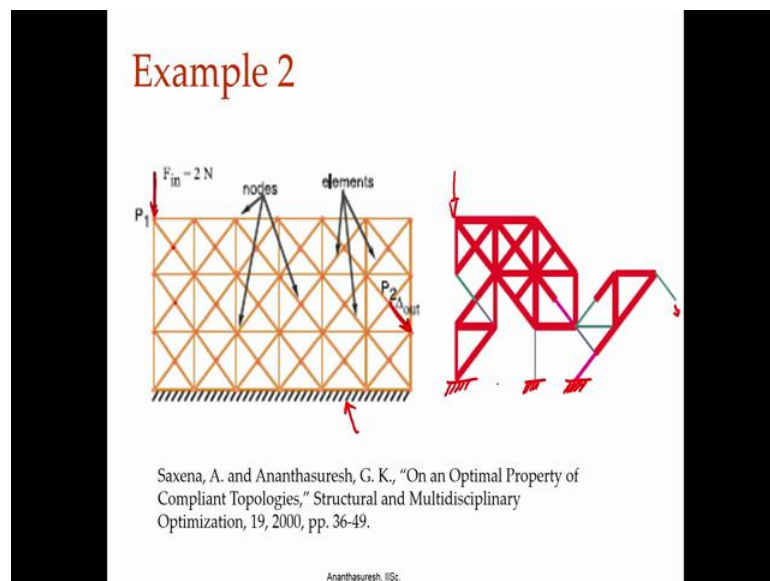 Example 2
F_in = 2 N
nodes
elements
P1
P2
Δout
Saxena, A. and Ananthasuresh, G. K., “On an Optimal Property of
Compliant Topologies,” Structural and Multidisciplinary
Optimization, 19, 2000, pp. 36-49.
Ananthasuresh, IISc.